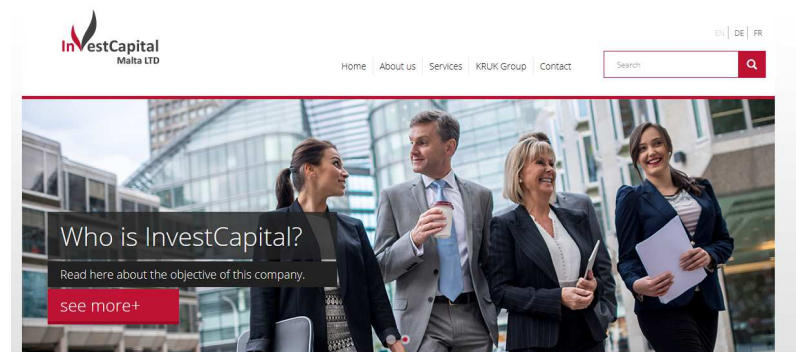 InvestCapital
Malta LTD
EN DE FR
Home About us Services KRUK Group Contact
Search
Who is InvestCapital?
Read here about the objective of this company.
see more+